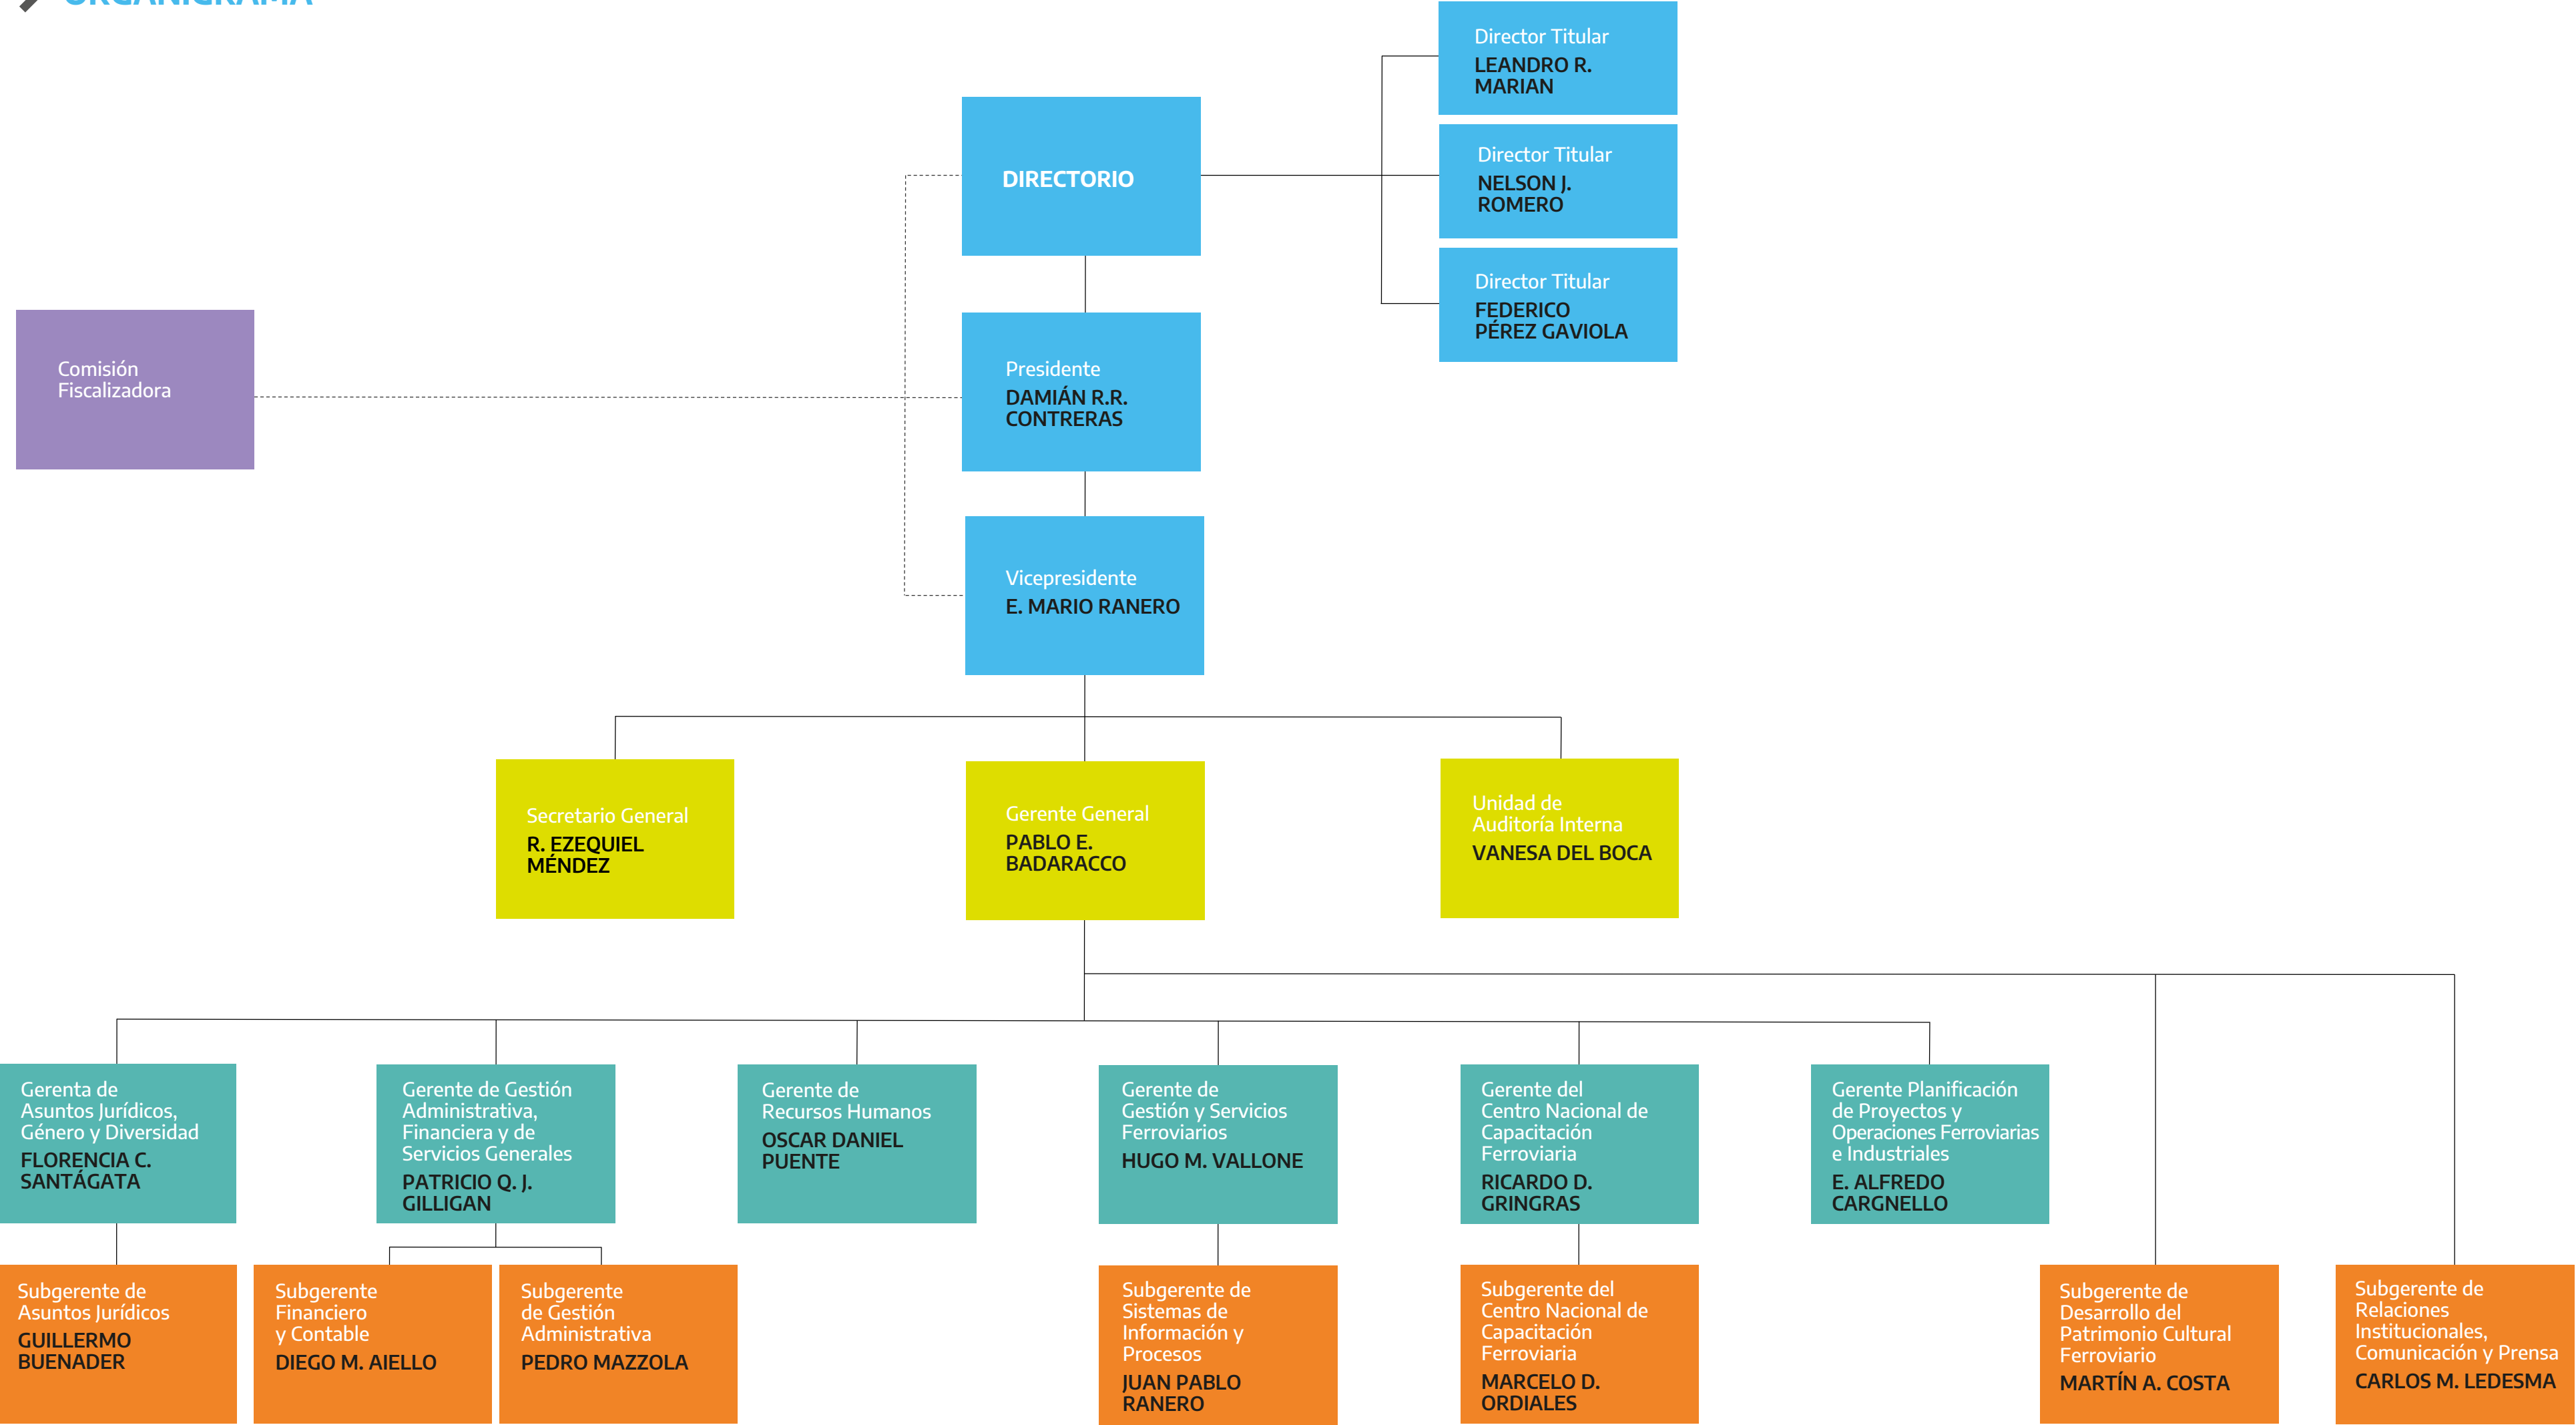 ORGANIGRAMA
Director Titular
LEANDRO R.
MARIAN
DIRECTORIO
Director Titular
NELSON J.
ROMERO
Director Titular
FEDERICO
PÉREZ GAVIOLA
Comisión
Fiscalizadora
Presidente
DAMIÁN R.R.
CONTRERAS
Vicepresidente
E. MARIO RANERO
Secretario General
R. EZEQUIEL
MÉNDEZ
Gerente General
PABLO E.
BADARACCO
Unidad de
Auditoría Interna
VANESA DEL BOCA
Gerenta de
Asuntos Jurídicos,
Género y Diversidad
FLORENCIA C.
SANTÁGATA
Gerente de Gestión
Administrativa,
Financiera y de
Servicios Generales
PATRICIO Q. J.
GILLIGAN
Gerente de
Recursos Humanos
OSCAR DANIEL
PUENTE
Gerente de
Gestión y Servicios
Ferroviarios
HUGO M. VALLONE
Gerente del
Centro Nacional de
Capacitación
Ferroviaria
RICARDO D.
GRINGRAS
Gerente Planificación
de Proyectos y
Operaciones Ferroviarias
e Industriales
E. ALFREDO
CARGNELLO
Subgerente de
Asuntos Jurídicos
GUILLERMO
BUENADER
Subgerente
Financiero
y Contable
DIEGO M. AIELLO
Subgerente
de Gestión
Administrativa
PEDRO MAZZOLA
Subgerente de
Sistemas de
Información y
Procesos
JUAN PABLO
RANERO
Subgerente del
Centro Nacional de
Capacitación
Ferroviaria
MARCELO D.
ORDIALES
Subgerente de
Desarrollo del
Patrimonio Cultural
Ferroviario
MARTÍN A. COSTA
Subgerente de
Relaciones
Institucionales,
Comunicación y Prensa
CARLOS M. LEDESMA